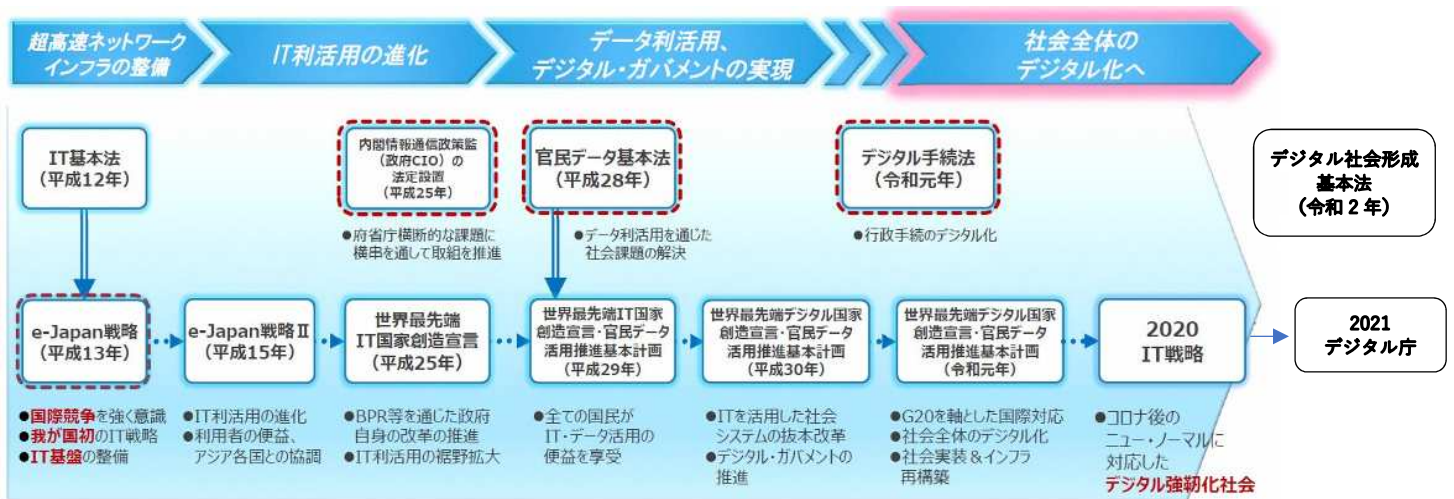 超高速ネットワーク
インフラの整備
IT利活用の進化
データ利活用、
デジタル・ガバメントの実現
社会全体の
デジタル化へ
IT基本法
(平成12年)
内閣情報通信政策監
(政府CIO)の
法定設置
(平成25年)
●府省庁横断的な課題に
横串を通して取組を推進
官民データ基本法
(平成28年)
●データ利活用を通じた
社会課題の解決
デジタル手続法
(令和元年)
●行政手続のデジタル化
デジタル社会形成
基本法
(令和2年)
e-Japan戦略
(平成13年)
e-Japan戦略Ⅱ
(平成15年)
世界最先端
IT国家創造宣言
(平成25年)
世界最先端IT国家
創造宣言・官民データ
活用推進基本計画
(平成29年)
世界最先端デジタル国家
創造宣言・官民データ
活用推進基本計画
(平成30年)
世界最先端デジタル国家
創造宣言・官民データ
活用推進基本計画
(令和元年)
2020
IT戦略
2021
デジタル庁
●国際競争を強く意識
●我が国初のIT戦略
●IT基盤の整備
●IT利活用の進化
●利用者の便益、
アジア各国との協調
●BPR等を通じた政府
自身の改革の推進
●IT利活用の裾野拡大
●全ての国民が
IT・データ活用の
便益を享受
●ITを活用した社会
システムの抜本改革
●デジタル・ガバメントの
推進
●G20を軸とした国際対応
●社会全体のデジタル化
●社会実装&インフラ
再構築
●コロナ後の
ニュー・ノーマルに
対応した
デジタル強靭化社会